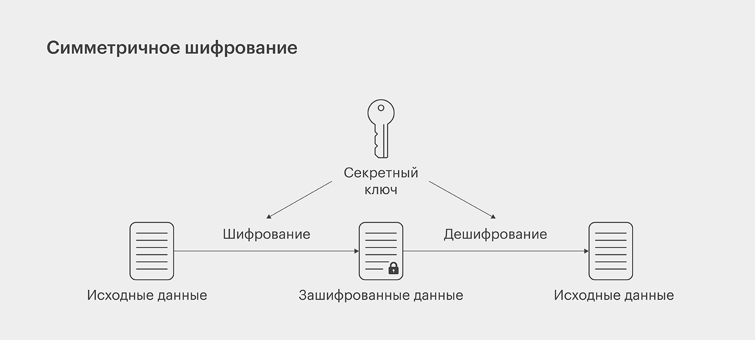 Симметричное шифрование
Секретный
ключ
Шифрование
Дешифрование
Исходные данные
Зашифрованные данные
Исходные данные